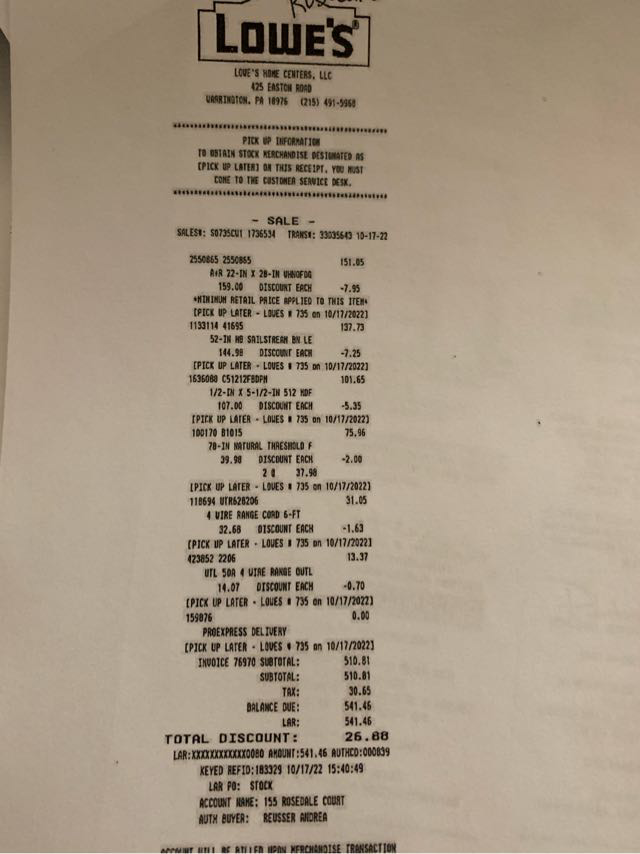 LOWE'S®
LOWE'S HOME CENTERS, LLC
425 EASTON ROAD
WARRINGTON, PA 18976 (215) 491-5960
PICK UP INFORMATION
TO OBTAIN STOCK MERCHANDISE DESIGNATED AS
[PICK UP LATER] ON THIS RECEIPT, YOU MUST
COME TO THE CUSTOMER SERVICE DESK.
- SALE -
SALES#: S0735CU1 1736534 TRANS#: 33035643 10-17-22
2550865 2550865 151.05
A+R 72-IN X 28-IN
159.00 DISCOUNT EACH -7.95
*MINIMUM RETAIL PRICE APPLIED TO THIS ITEM*
[PICK UP LATER - LOWES # 735 on 10/17/2022]
1133114 41695 137.73
52-IN HB SAILSTREAM BN LE
144.98 DISCOUNT EACH -7.25
[PICK UP LATER - LOWES # 735 on 10/17/2022]
1636080 C51212FBDPM 101.65
1/2-IN X 5-1/2-IN 512 MDF
107.00 DISCOUNT EACH -5.35
[PICK UP LATER - LOWES # 735 on 10/17/2022]
100170 B1015 75.96
78-IN NATURAL THRESHOLD F
39.98 DISCOUNT EACH -2.00
2 @ 37.98
[PICK UP LATER - LOWES # 735 on 10/17/2022]
118694 UTR628206 31.05
4 WIRE RANGE CORD 6-FT
32.68 DISCOUNT EACH -1.63
[PICK UP LATER - LOWES # 735 on 10/17/2022]
423852 2206 13.37
UTL 50A 4 WIRE RANGE OUTL
14.07 DISCOUNT EACH -0.70
[PICK UP LATER - LOWES # 735 on 10/17/2022]
159876 0.00
PROEXPRESS DELIVERY
[PICK UP LATER - LOWES # 735 on 10/17/2022]
INVOICE 76970 SUBTOTAL: 510.81
SUBTOTAL: 510.81
TAX: 30.65
BALANCE DUE: 541.46
LAR: 541.46
TOTAL DISCOUNT: 26.88
LAR:XXXXXXXXXXXX0080 AMOUNT:541.46 AUTHCD:000839
KEYED REFID:183329 10/17/22 15:40:49
LAR PO: STOCK
ACCOUNT NAME: 155 ROSEDALE COURT
AUTH BUYER: REUSSER ANDREA
ACCOUNT WILL BE BILLED UPON MERCHANDISE TRANSACTION